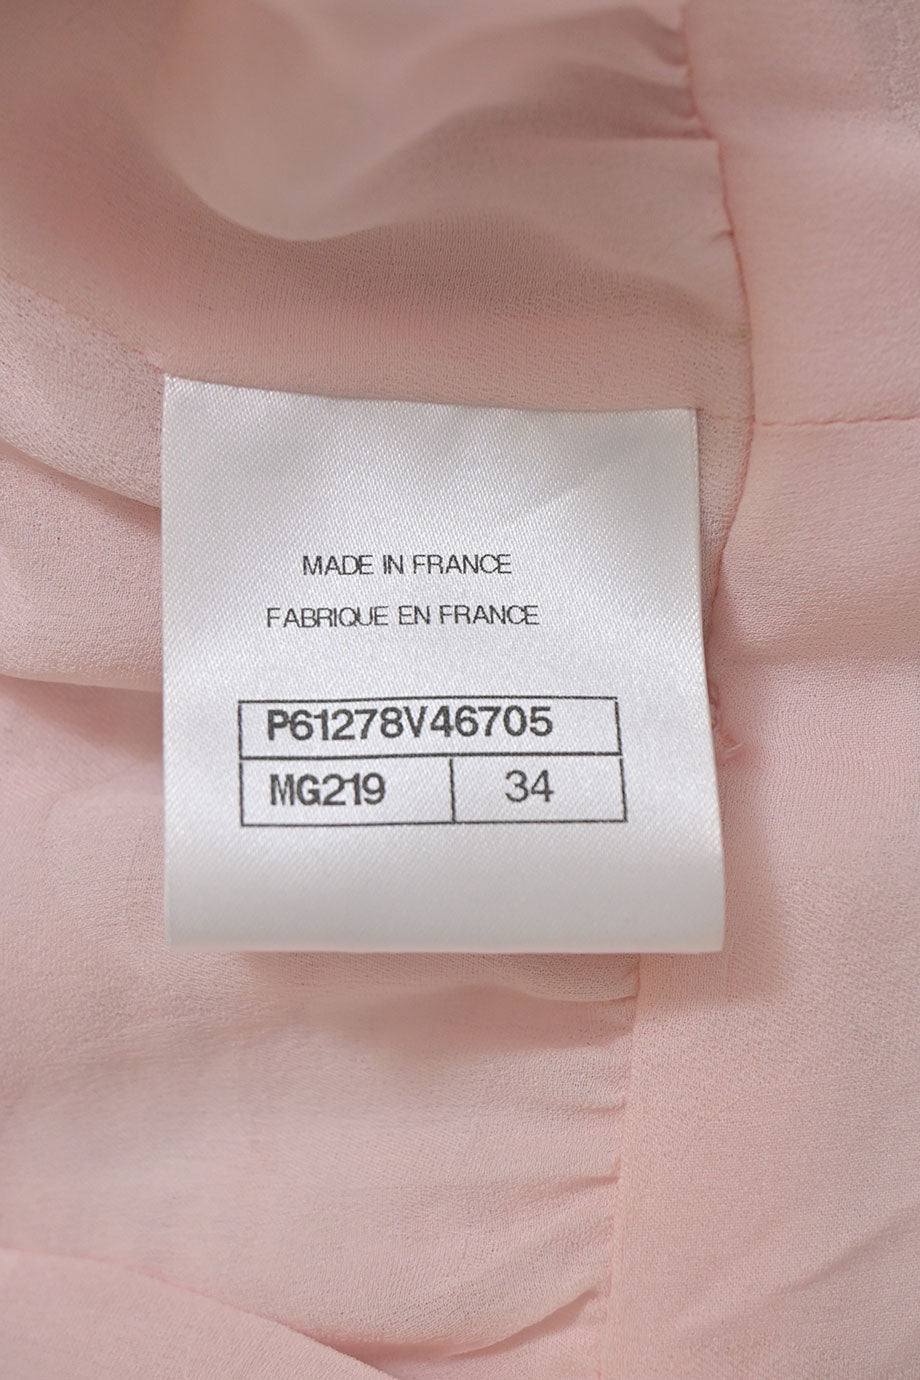 MADE IN FRANCE
FABRIQUE EN FRANCE
P61278V46705
MG219 34